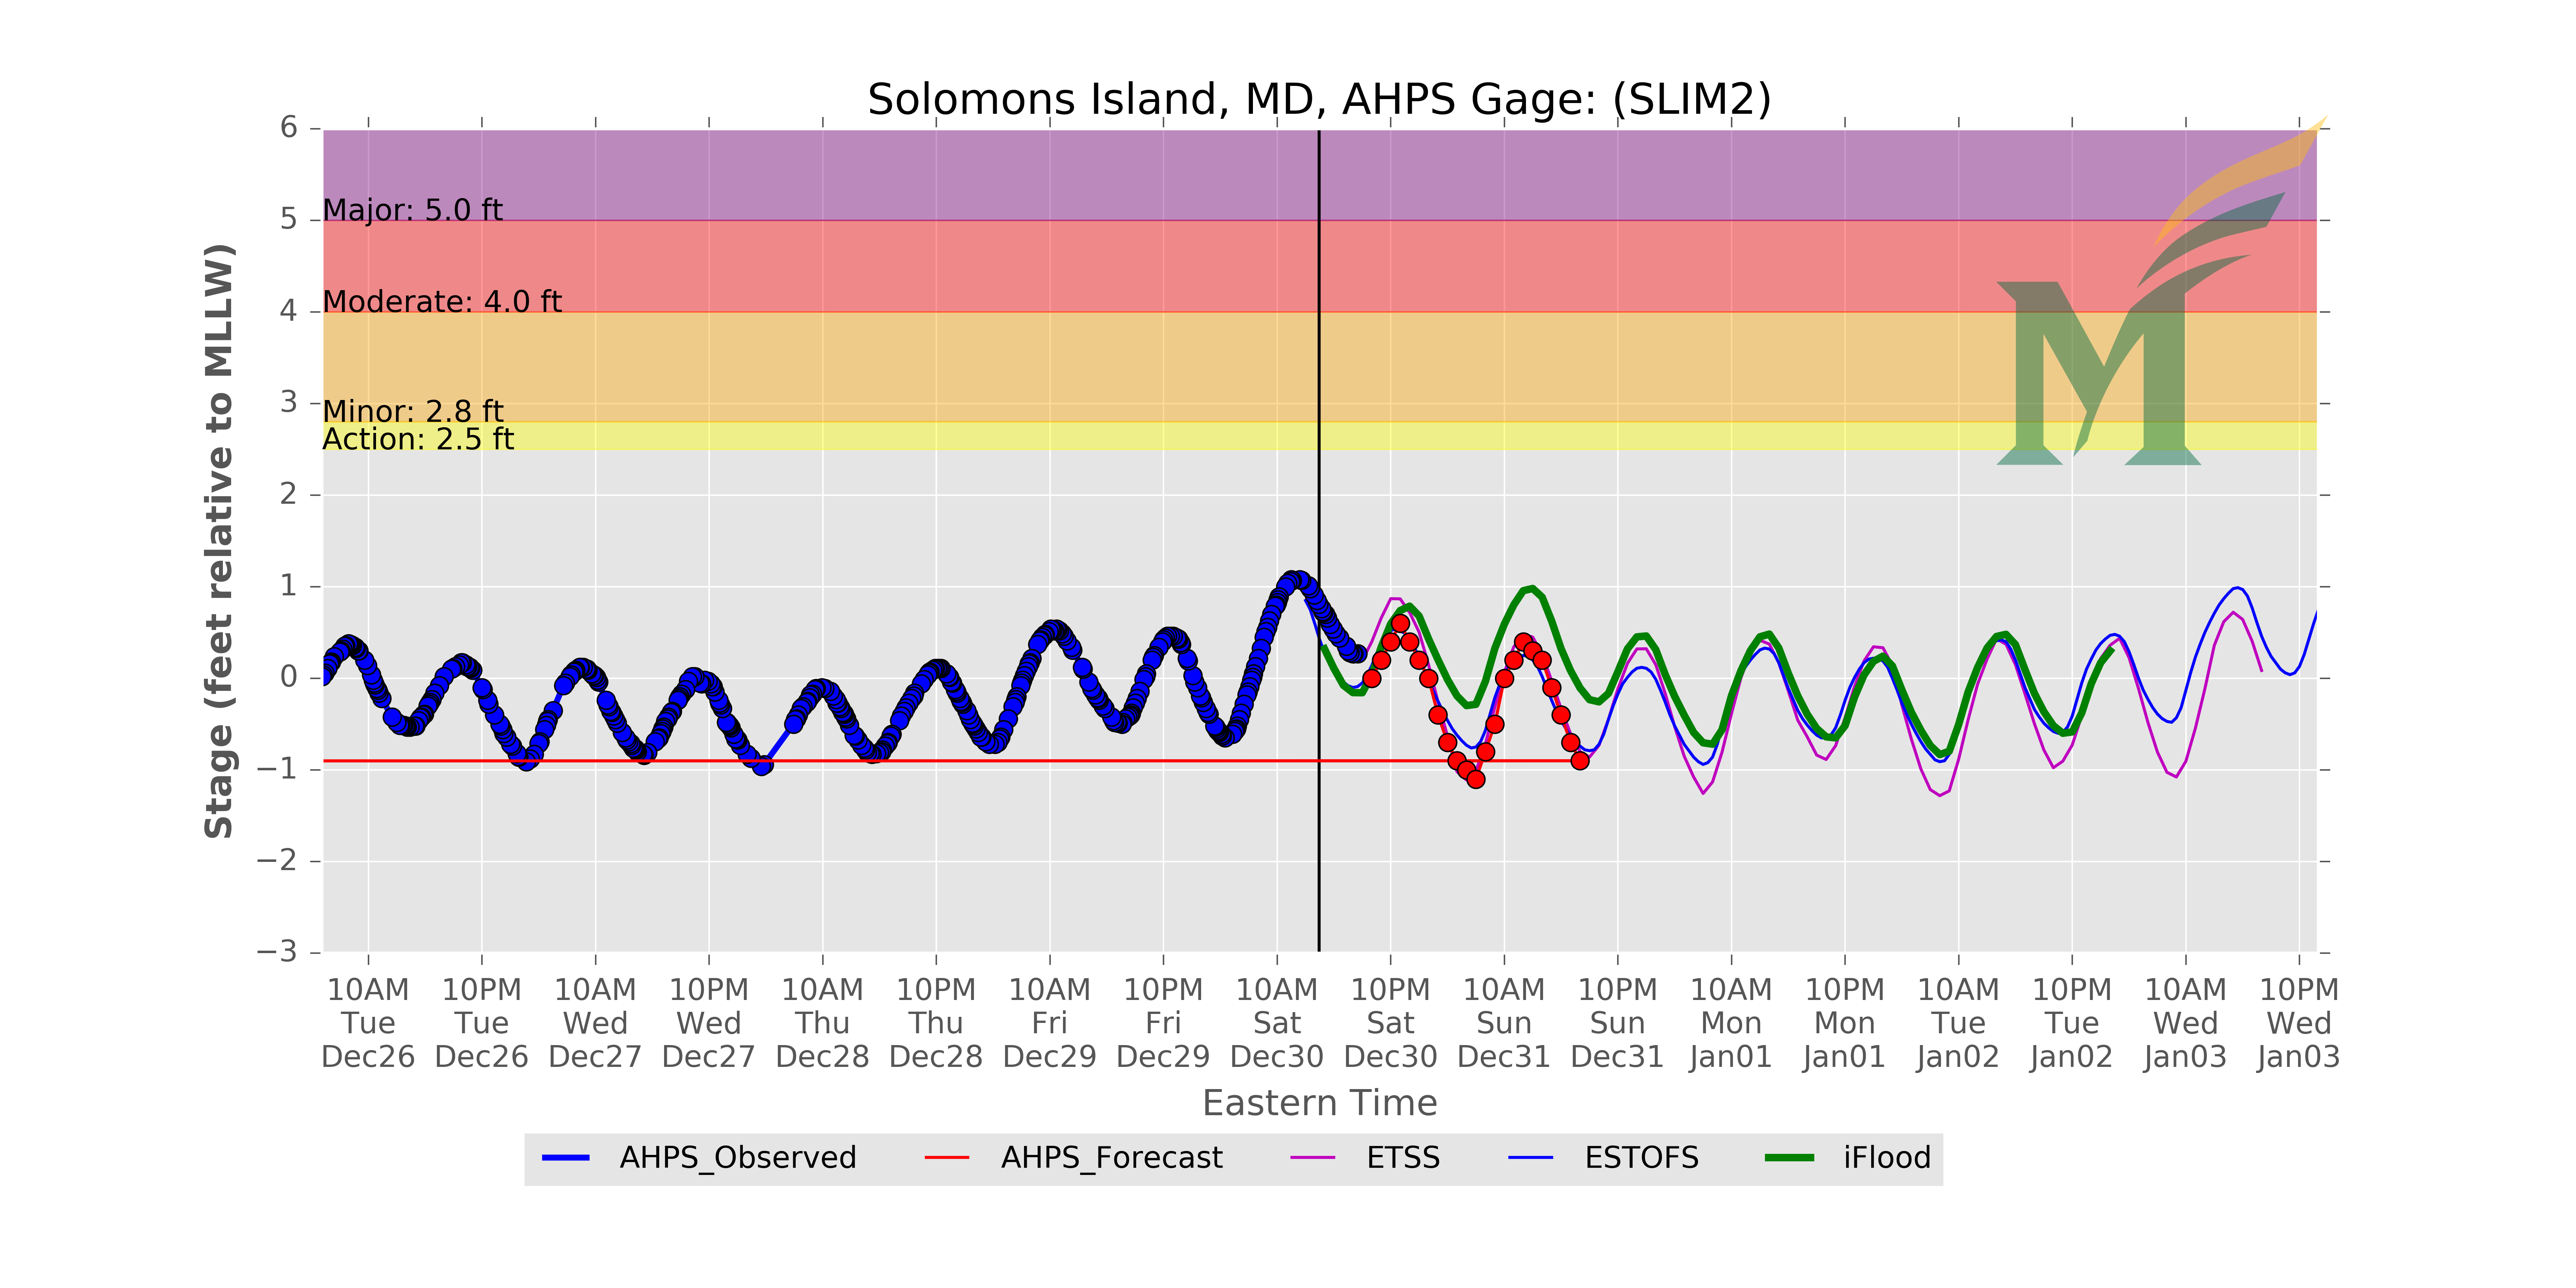 Solomons Island, MD, AHPS Gage: (SLIM2)
Stage (feet relative to MLLW)
6
5
4
3
2
1
0
−1
−2
−3
Major: 5.0 ft
Moderate: 4.0 ft
Minor: 2.8 ft
Action: 2.5 ft
M
10AM 10PM 10AM 10PM 10AM 10PM 10AM 10PM 10AM 10PM 10AM 10PM 10AM 10PM 10AM 10PM 10AM 10PM
Tue Tue Wed Wed Thu Thu Fri Fri Sat Sat Sun Sun Mon Mon Tue Tue Wed Wed
Dec26 Dec26 Dec27 Dec27 Dec28 Dec28 Dec29 Dec29 Dec30 Dec30 Dec31 Dec31 Jan01 Jan01 Jan02 Jan02 Jan03 Jan03
Eastern Time
AHPS_Observed AHPS_Forecast ETSS ESTOFS iFlood